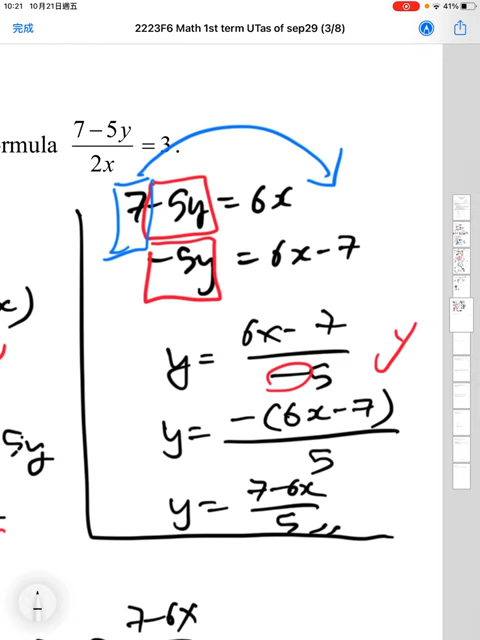 10:21 10月21日週五 41%
完成 2223F6 Math 1st term UTas of sep29 (3/8)
rmula (7 − 5y)/(2x) = 3.
7 - 5y = 6x
-5y = 6x - 7
x)
y = (6x - 7)/(-5) y
y = (-(6x - 7))/5
5y
y = (7 - 6x)/5
7 - 6x